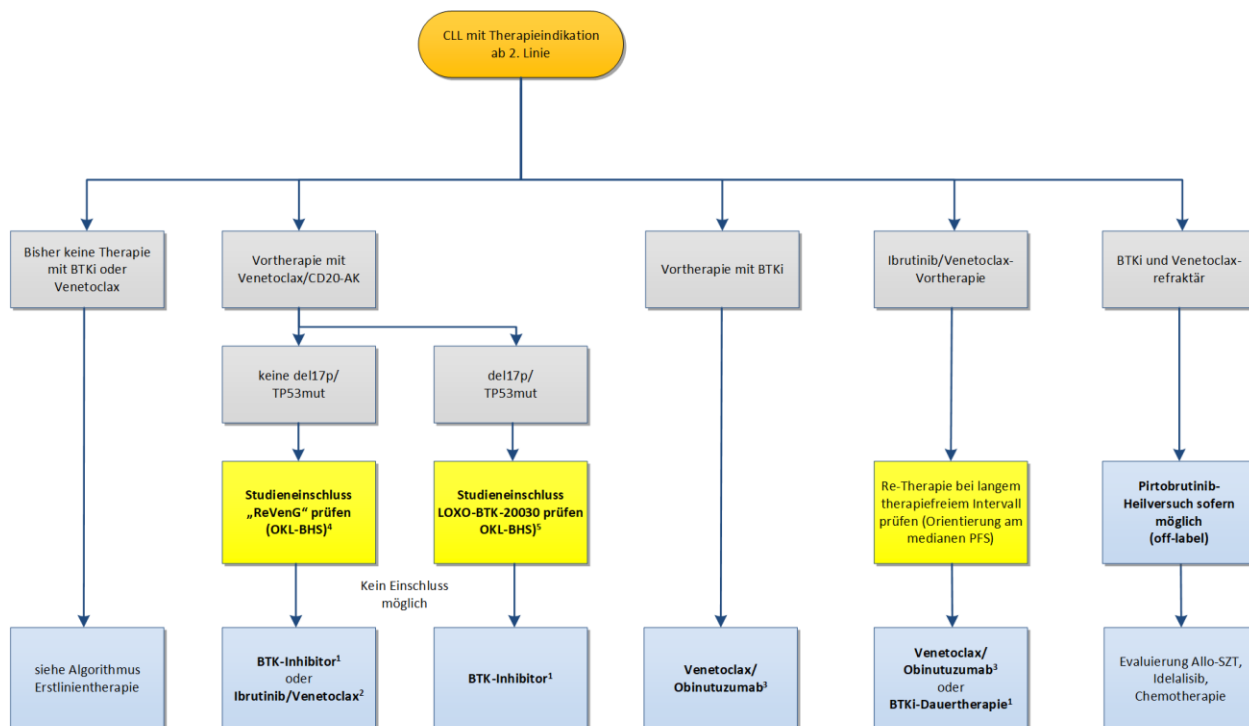 CLL mit Therapieindikation
ab 2. Linie
Bisher keine Therapie
mit BTKi oder
Venetoclax
Vortherapie mit
Venetoclax/CD20-AK
Vortherapie mit BTKi
Ibrutinib/Venetoclax-
Vortherapie
BTKi und Venetoclax-
refraktär
keine del17p/
TP53mut
del17p/
TP53mut
Studieneinschluss
„ReVenG“ prüfen
(OKL-BHS)⁴
Studieneinschluss
LOXO-BTK-20030 prüfen
OKL-BHS)⁵
Re-Therapie bei langem
therapiefreiem Intervall
prüfen (Orientierung am
medianen PFS)
Pirtobrutinib-
Heilversuch sofern
möglich
(off-label)
Kein Einschluss
möglich
siehe Algorithmus
Erstlinientherapie
BTK-Inhibitor¹
oder
Ibrutinib/Venetoclax²
BTK-Inhibitor¹
Venetoclax/
Obinutuzumab³
Venetoclax/
Obinutuzumab³
oder
BTKi-Dauertherapie¹
Evaluierung Allo-SZT,
Idelalisib,
Chemotherapie